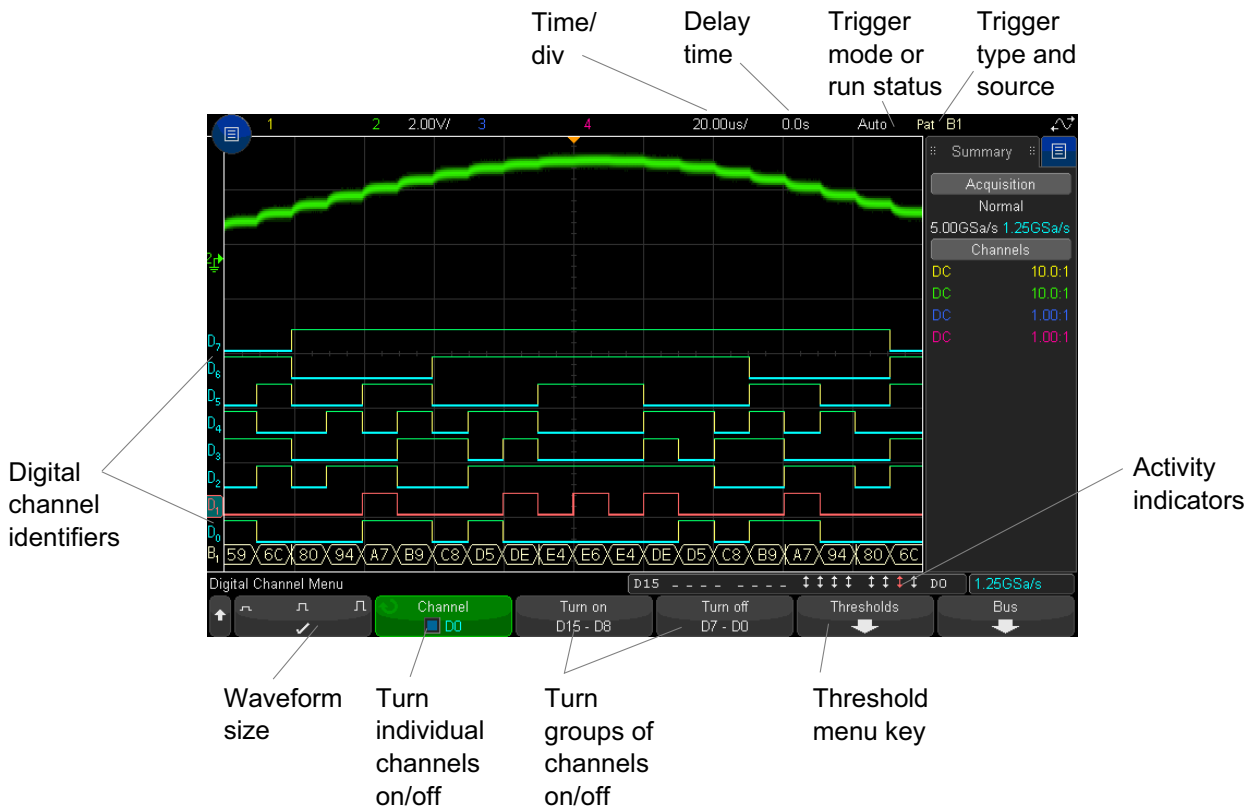 Time/
div
Delay
time
Trigger
mode or
run status
Trigger
type and
source
1 2 2.00V/ 3 4 20.00us/ 0.0s Auto Pat B1
Summary
Acquisition
Normal
5.00GSa/s 1.25GSa/s
Channels
DC 10.0:1
DC 10.0:1
DC 1.00:1
DC 1.00:1
2
D7
D6
D5
D4
D3
D2
D1
D0
B1 59 6C 80 94 A7 B9 C8 D5 DE E4 E6 E4 DE D5 C8 B9 A7 94 80 6C
Digital
channel
identifiers
Activity
indicators
Digital Channel Menu
D15 _ _ _ _ _ _ _ _ ↕ ↕ ↕ ↕ ↕ ↕ ↕ ↕ D0 1.25GSa/s
Channel
D0
Turn on
D15 - D8
Turn off
D7 - D0
Thresholds
Bus
Waveform
size
Turn
individual
channels
on/off
Turn
groups of
channels
on/off
Threshold
menu key